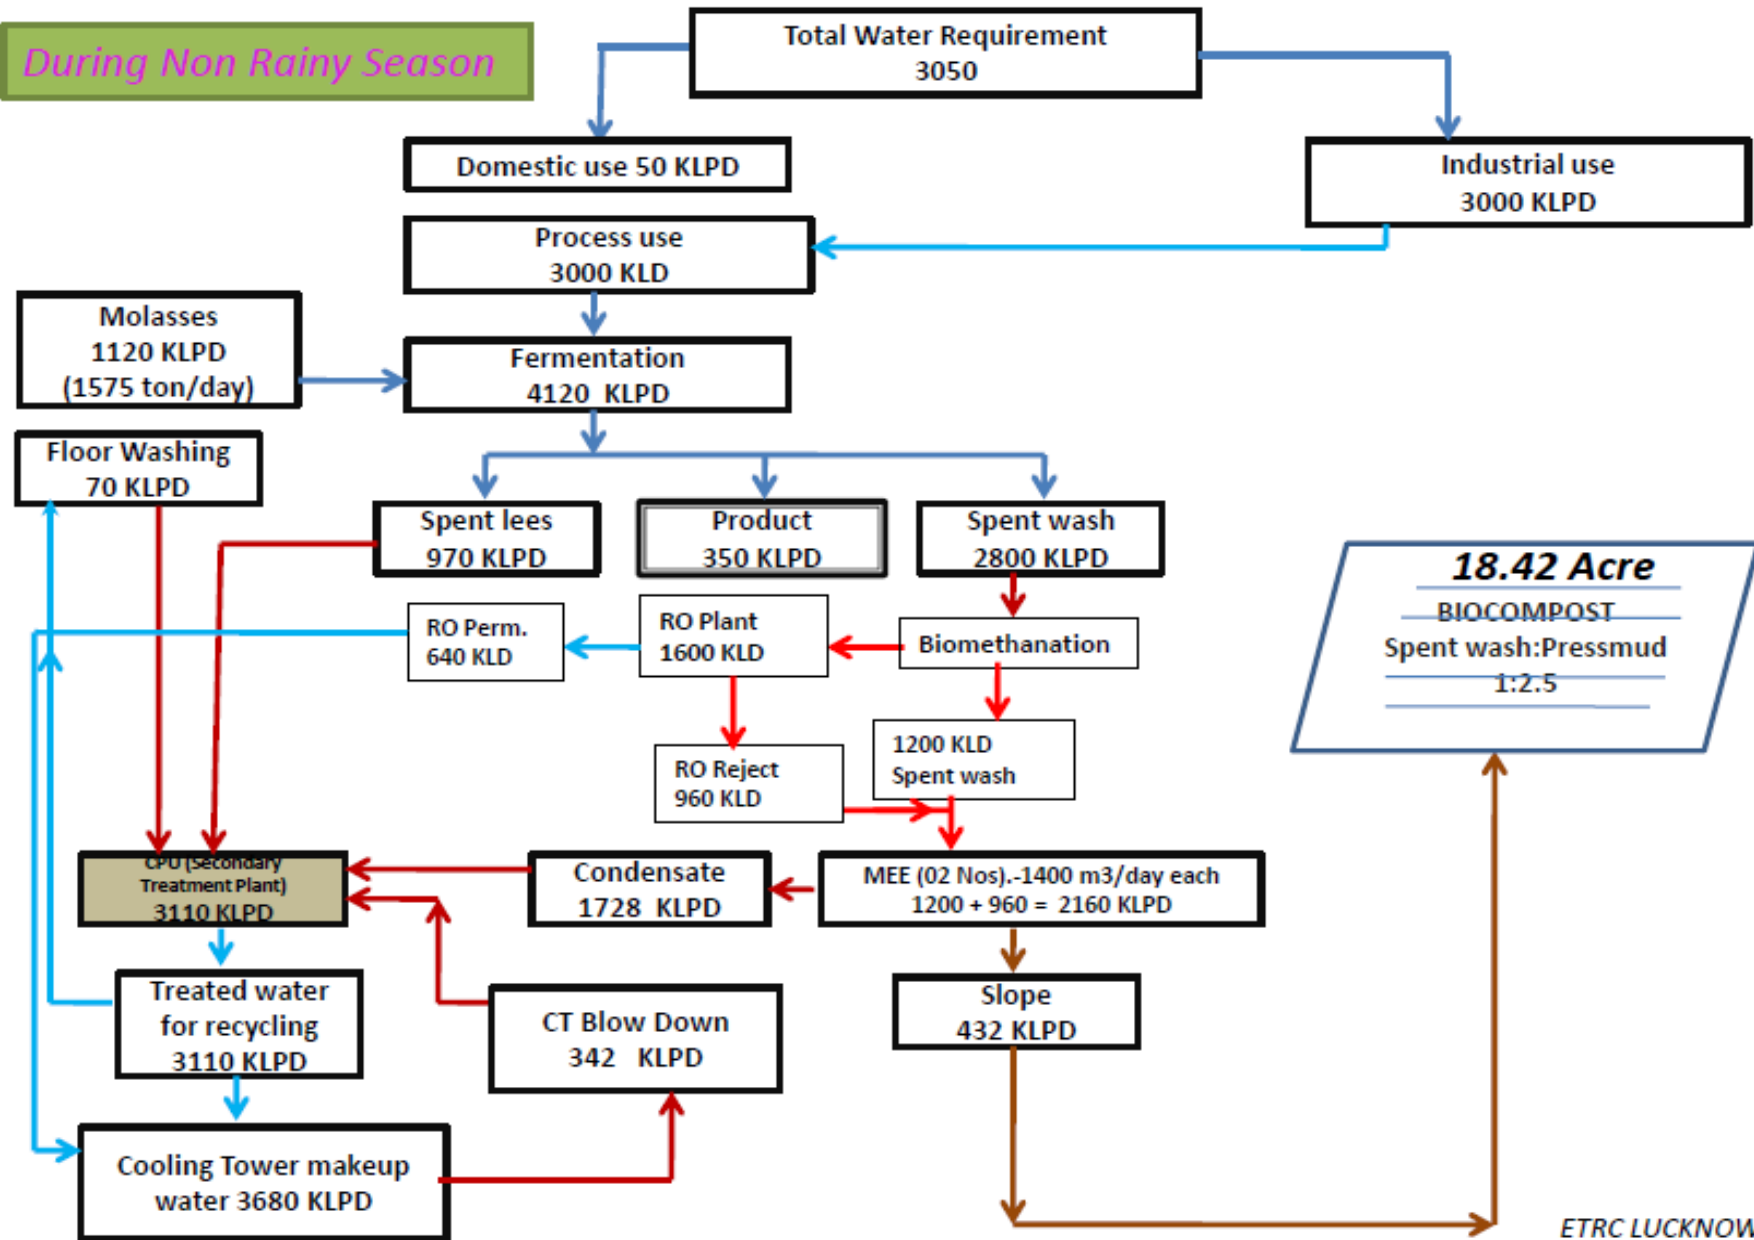 During Non Rainy Season
Total Water Requirement
3050
Domestic use 50 KLPD
Industrial use
3000 KLPD
Process use
3000 KLD
Molasses
1120 KLPD
(1575 ton/day)
Fermentation
4120 KLPD
Floor Washing
70 KLPD
Spent lees
970 KLPD
Product
350 KLPD
Spent wash
2800 KLPD
18.42 Acre
BIOCOMPOST
Spent wash:Pressmud
1:2.5
RO Perm.
640 KLD
RO Plant
1600 KLD
Biomethanation
RO Reject
960 KLD
1200 KLD
Spent wash
CPU (Secondary
Treatment Plant)
3110 KLPD
Condensate
1728 KLPD
MEE (02 Nos).-1400 m3/day each
1200 + 960 = 2160 KLPD
Treated water
for recycling
3110 KLPD
CT Blow Down
342 KLPD
Slope
432 KLPD
Cooling Tower makeup
water 3680 KLPD
ETRC LUCKNOW